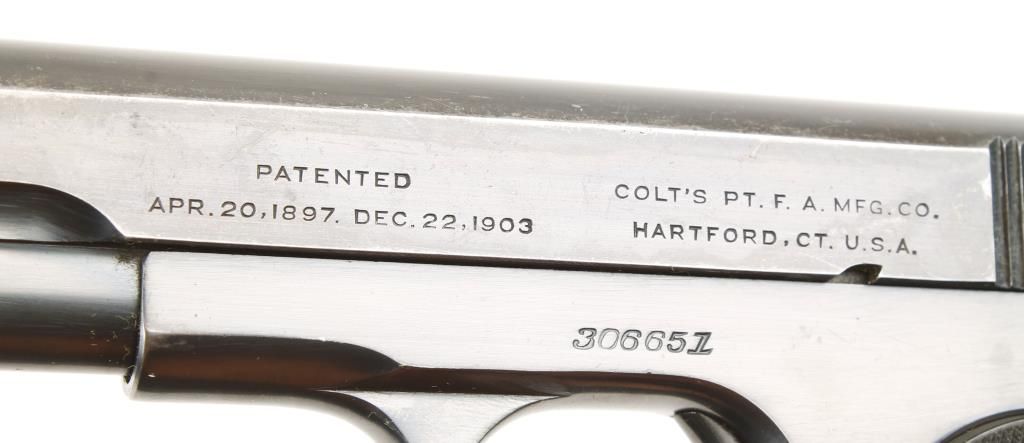 PATENTED
APR. 20, 1897. DEC. 22, 1903
COLT'S PT. F. A. MFG. CO.
HARTFORD, CT. U.S.A.
306651